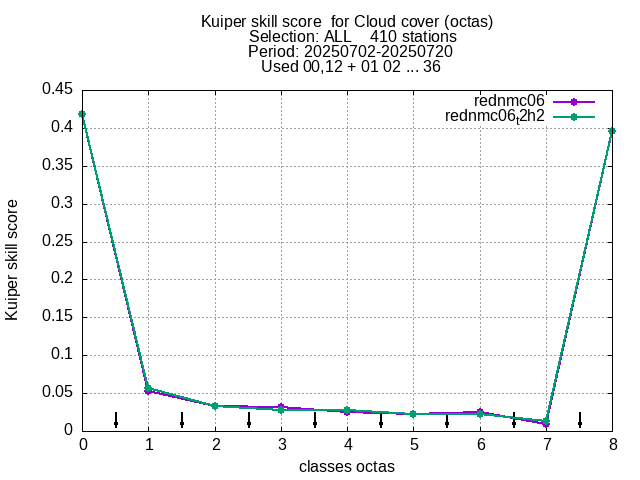 Kuiper skill score  for Cloud cover (octas)
Selection: ALL    410 stations
Period: 20250702-20250720
Used 00,12 + 01 02 ... 36
rednmc06
rednmc06t2h2
0.45
0.4
0.35
0.3
0.25
0.2
0.15
0.1
0.05
0
Kuiper skill score
0 1 2 3 4 5 6 7 8
classes octas